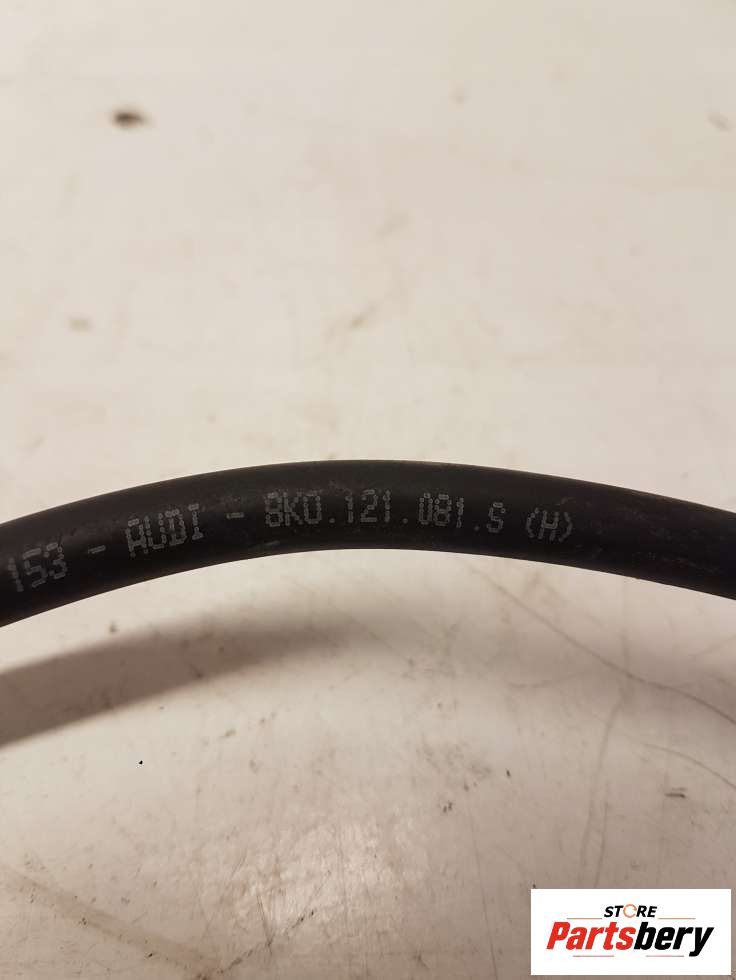 153 - AUDI - 8K0.121.081.S (H)
STORE
Partsbery